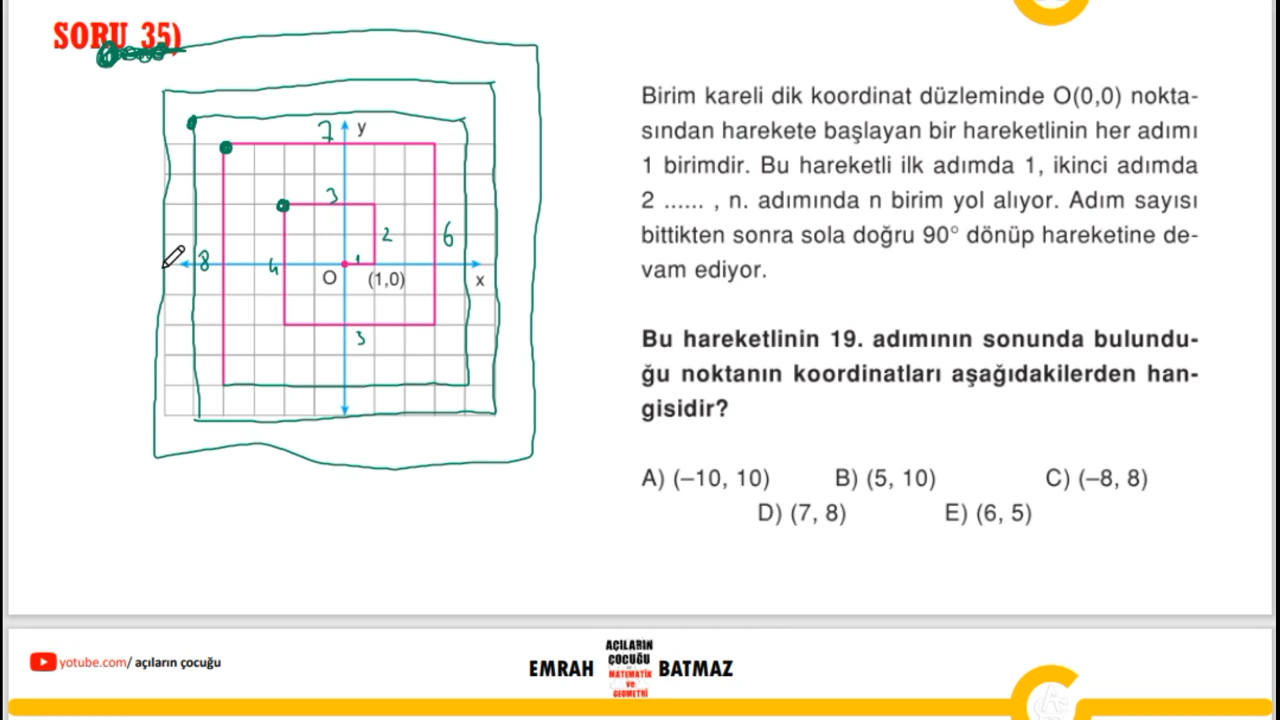 SORU 35)
7
y
3
2
6
8
4
1
O
(1,0)
x
3
Birim kareli dik koordinat düzleminde O(0,0) nokta-
sından harekete başlayan bir hareketlinin her adımı
1 birimdir. Bu hareketli ilk adımda 1, ikinci adımda
2 ...... , n. adımında n birim yol alıyor. Adım sayısı
bittikten sonra sola doğru 90° dönüp hareketine de-
vam ediyor.
Bu hareketlinin 19. adımının sonunda bulundu-
ğu noktanın koordinatları aşağıdakilerden han-
gisidir?
A) (–10, 10) B) (5, 10) C) (–8, 8)
D) (7, 8) E) (6, 5)
yotube.com/ açıların çocuğu
EMRAH
AÇILARIN
ÇOCUĞU
MATEMATİK
ve
GEOMETRİ
BATMAZ